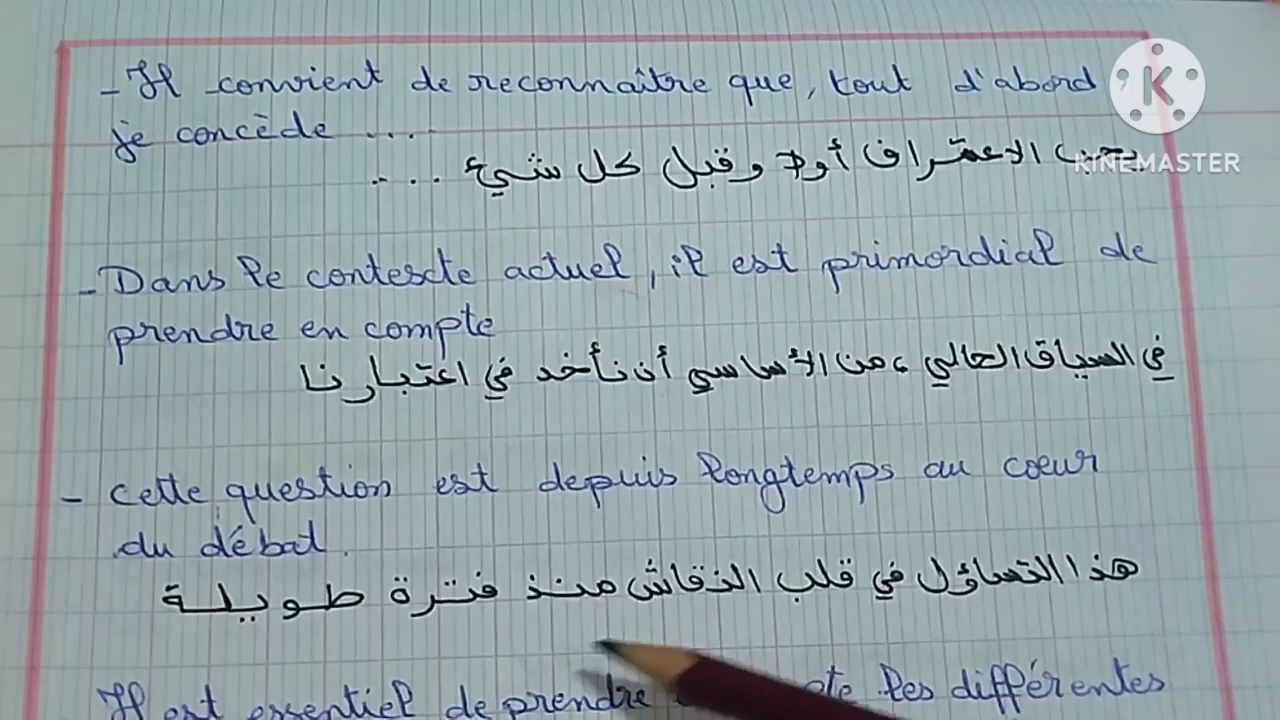 - Il convient de reconnaître que, tout d'abord,
je concède ....
يجب الاعتراف أولا وقبل كل شيئ ....
KINEMASTER
- Dans le contexte actuel, il est primordial de
prendre en compte
في السياق الحالي، من الأساسي أن نأخد في اعتبارنا
- Cette question est depuis longtemps au coeur
du débat.
هذا التساؤل في قلب النقاش منذ فترة طويلة
Il est essentiel de prendre les différentes